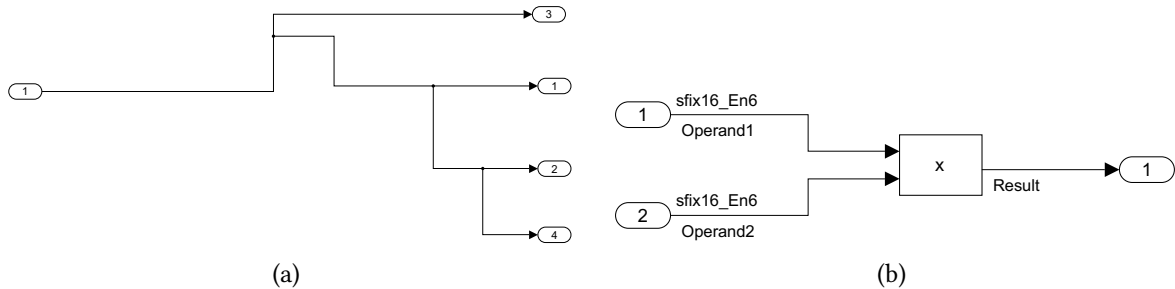 3
1
1
2
4
(a)
sfix16_En6
1
Operand1
x
Result
1
sfix16_En6
2
Operand2
(b)